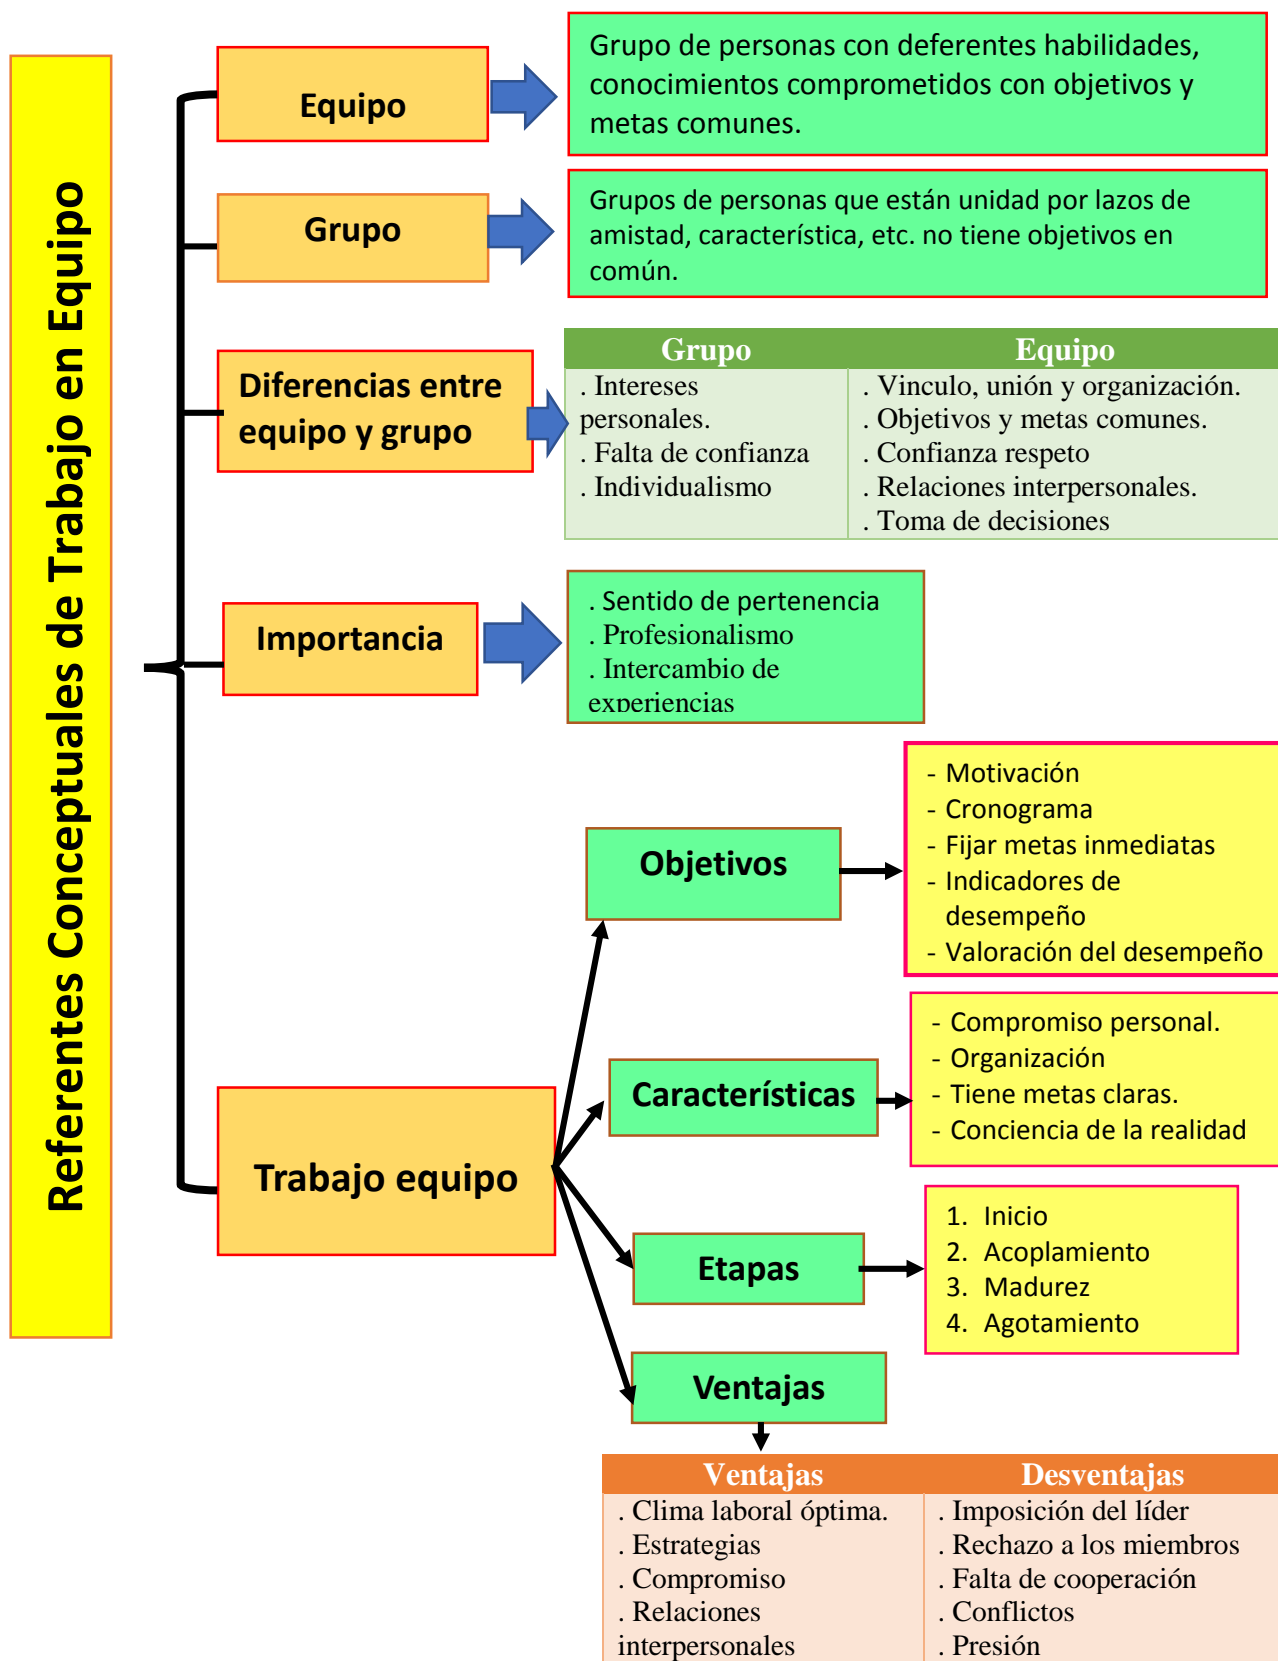 Referentes Conceptuales de Trabajo en Equipo
Equipo
Grupo de personas con deferentes habilidades,
conocimientos comprometidos con objetivos y
metas comunes.
Grupo
Grupos de personas que están unidad por lazos de
amistad, característica, etc. no tiene objetivos en
común.
Diferencias entre
equipo y grupo
Grupo
. Intereses
personales.
. Falta de confianza
. Individualismo
Equipo
. Vinculo, unión y organización.
. Objetivos y metas comunes.
. Confianza respeto
. Relaciones interpersonales.
. Toma de decisiones
Importancia
. Sentido de pertenencia
. Profesionalismo
. Intercambio de
experiencias
Trabajo equipo
Objetivos
- Motivación
- Cronograma
- Fijar metas inmediatas
- Indicadores de
desempeño
- Valoración del desempeño
Características
- Compromiso personal.
- Organización
- Tiene metas claras.
- Conciencia de la realidad
Etapas
1. Inicio
2. Acoplamiento
3. Madurez
4. Agotamiento
Ventajas
Ventajas
. Clima laboral óptima.
. Estrategias
. Compromiso
. Relaciones
interpersonales
Desventajas
. Imposición del líder
. Rechazo a los miembros
. Falta de cooperación
. Conflictos
. Presión